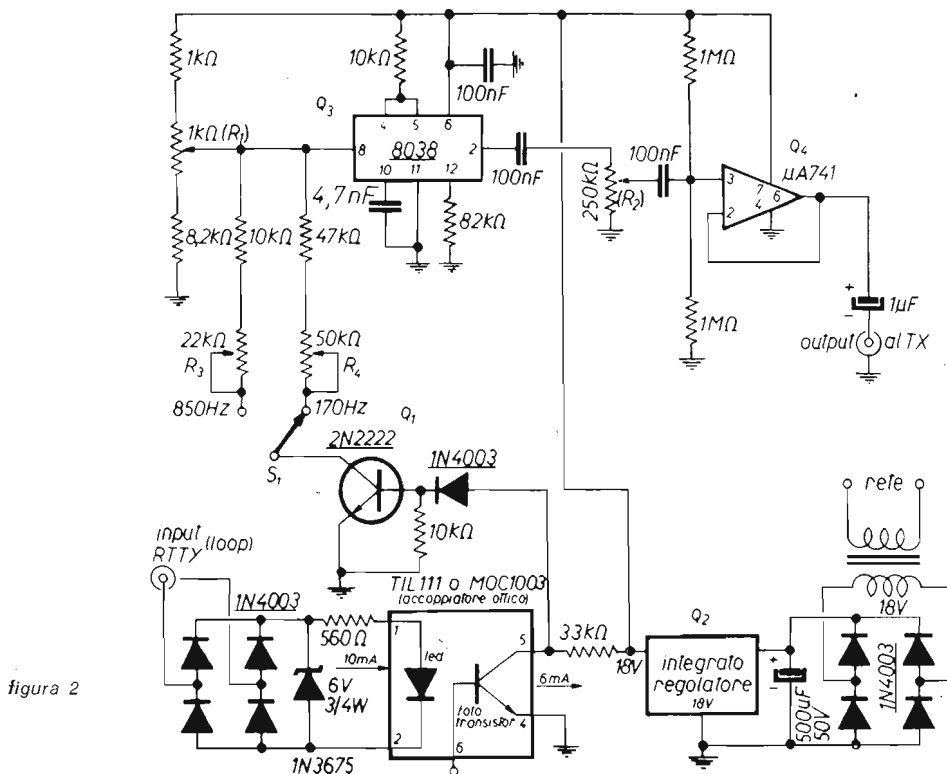 1kΩ
10kΩ
100nF
1MΩ
Q3
4 5 6
8 8038 2
10 11 12
1kΩ (R1)
4,7nF
82kΩ
100nF
250kΩ
(R2)
100nF
Q4
μA741
3
2
7
4
6
8,2kΩ
10kΩ
47kΩ
1MΩ
+
-
1μF
output al TX
22kΩ
R3
50kΩ
R4
850Hz
170Hz
S1
Q1
2N2222
1N4003
10kΩ
rete
18V
input
RTTY (loop)
1N4003
560Ω
10mA
6V
3/4W
1N3675
TIL111 o MOC1003
(accoppiatore ottico)
1
led
2
foto
transistor
5
4
6
33kΩ
6mA
18V
Q2
integrato
regolatore
18V
+
-
500uF
50V
1N4003
figura 2